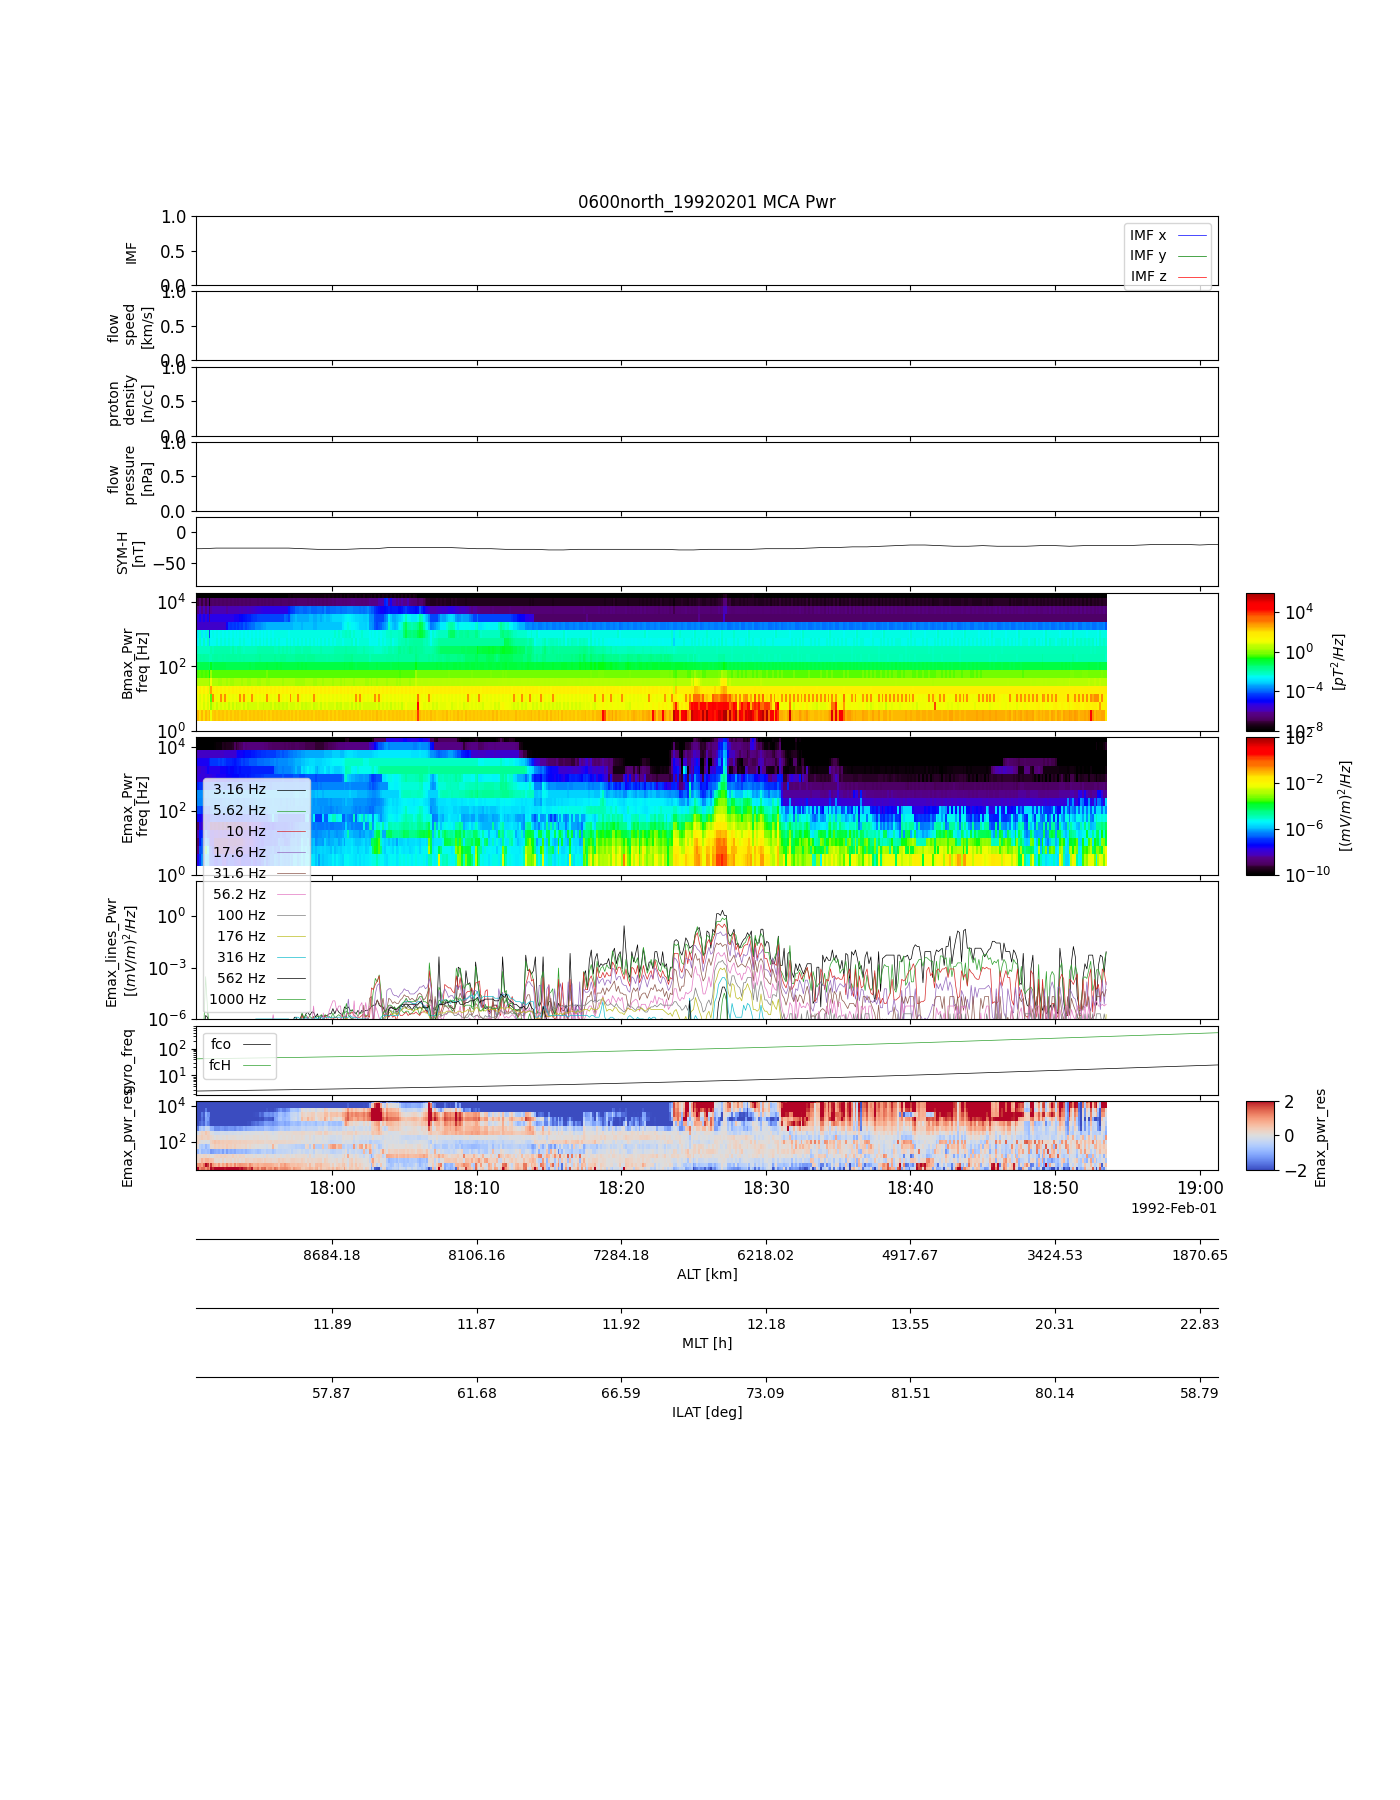 0600north_19920201 MCA Pwr
IMF
1.0
0.5
0.0
IMF x
IMF y
IMF z
flow
speed
[km/s]
1.0
0.5
0.0
proton
density
[n/cc]
1.0
0.5
0.0
flow
pressure
[nPa]
1.0
0.5
0.0
SYM-H
[nT]
0
−50
Bmax_Pwr
freq [Hz]
10^4
10^2
10^0
10^4
10^0
10^−4
10^−8
[pT^2/Hz]
Emax_Pwr
freq [Hz]
10^4
10^2
10^0
10^2
10^−2
10^−6
10^−10
[(mV/m)^2/Hz]
3.16 Hz
5.62 Hz
10 Hz
17.6 Hz
31.6 Hz
56.2 Hz
100 Hz
176 Hz
316 Hz
562 Hz
1000 Hz
Emax_lines_Pwr
[(mV/m)^2/Hz]
10^0
10^−3
10^−6
gyro_freq
10^2
10^1
fco
fcH
Emax_pwr_res
10^4
10^2
2
0
−2
Emax_pwr_res
18:00 18:10 18:20 18:30 18:40 18:50 19:00
1992-Feb-01
8684.18 8106.16 7284.18 6218.02 4917.67 3424.53 1870.65
ALT [km]
11.89 11.87 11.92 12.18 13.55 20.31 22.83
MLT [h]
57.87 61.68 66.59 73.09 81.51 80.14 58.79
ILAT [deg]